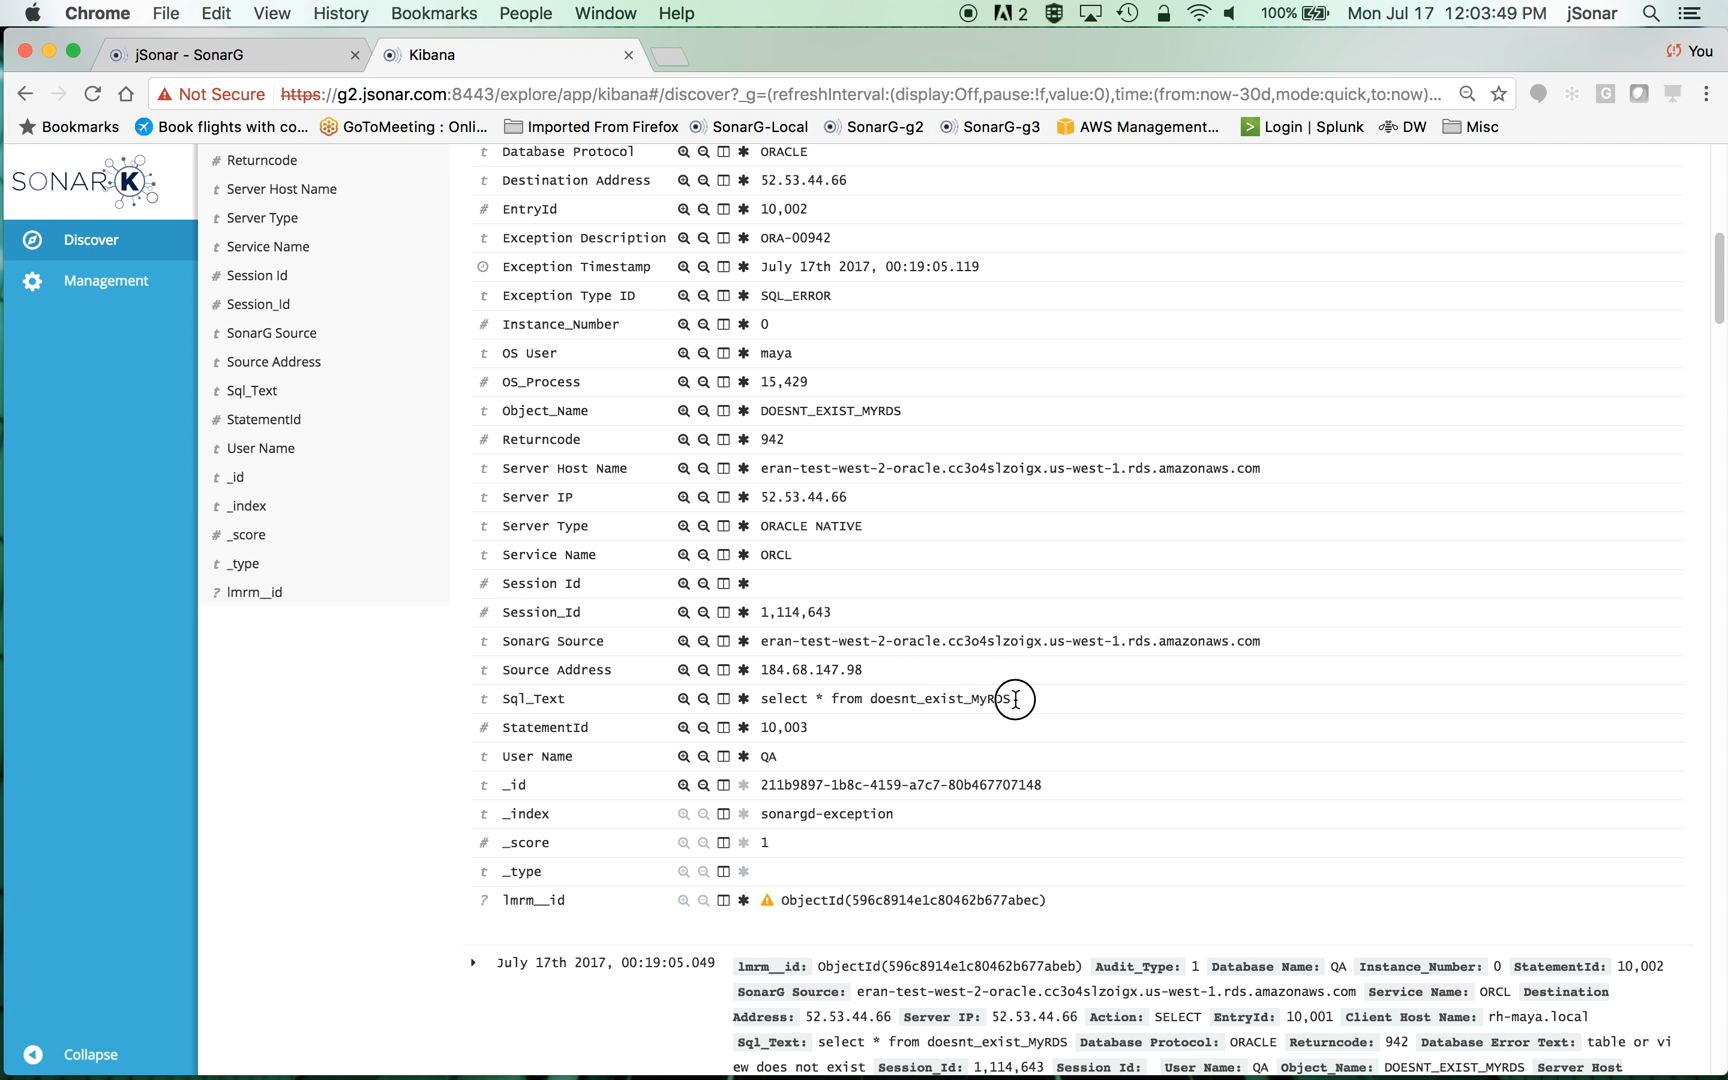 Chrome File Edit View History Bookmarks People Window Help 2 100% Mon Jul 17 12:03:49 PM jSonar
jSonar - SonarG Kibana You
Not Secure https://g2.jsonar.com:8443/explore/app/kibana#/discover?_g=(refreshInterval:(display:Off,pause:!f,value:0),time:(from:now-30d,mode:quick,to:now)...
Bookmarks Book flights with co... GoToMeeting : Onli... Imported From Firefox SonarG-Local SonarG-g2 SonarG-g3 AWS Management... Login | Splunk DW Misc
SONAR K
Discover
Management
Collapse
# Returncode
t Server Host Name
t Server Type
t Service Name
# Session Id
# Session_Id
t SonarG Source
t Source Address
t Sql_Text
# StatementId
t User Name
t _id
t _index
# _score
t _type
? lmrm__id
t Database Protocol ORACLE
t Destination Address 52.53.44.66
# EntryId 10,002
t Exception Description ORA-00942
Exception Timestamp July 17th 2017, 00:19:05.119
t Exception Type ID SQL_ERROR
# Instance_Number 0
t OS User maya
# OS_Process 15,429
t Object_Name DOESNT_EXIST_MYRDS
# Returncode 942
t Server Host Name eran-test-west-2-oracle.cc3o4slzoigx.us-west-1.rds.amazonaws.com
t Server IP 52.53.44.66
t Server Type ORACLE NATIVE
t Service Name ORCL
# Session Id
# Session_Id 1,114,643
t SonarG Source eran-test-west-2-oracle.cc3o4slzoigx.us-west-1.rds.amazonaws.com
t Source Address 184.68.147.98
t Sql_Text select * from doesnt_exist_MyRDS
# StatementId 10,003
t User Name QA
t _id 211b9897-1b8c-4159-a7c7-80b467707148
t _index sonargd-exception
# _score 1
t _type
? lmrm__id ObjectId(596c8914e1c80462b677abec)
July 17th 2017, 00:19:05.049 lmrm__id: ObjectId(596c8914e1c80462b677abeb) Audit_Type: 1 Database Name: QA Instance_Number: 0 StatementId: 10,002
SonarG Source: eran-test-west-2-oracle.cc3o4slzoigx.us-west-1.rds.amazonaws.com Service Name: ORCL Destination
Address: 52.53.44.66 Server IP: 52.53.44.66 Action: SELECT EntryId: 10,001 Client Host Name: rh-maya.local
Sql_Text: select * from doesnt_exist_MyRDS Database Protocol: ORACLE Returncode: 942 Database Error Text: table or vi
ew does not exist Session_Id: 1,114,643 Session Id: User Name: QA Object_Name: DOESNT_EXIST_MYRDS Server Host